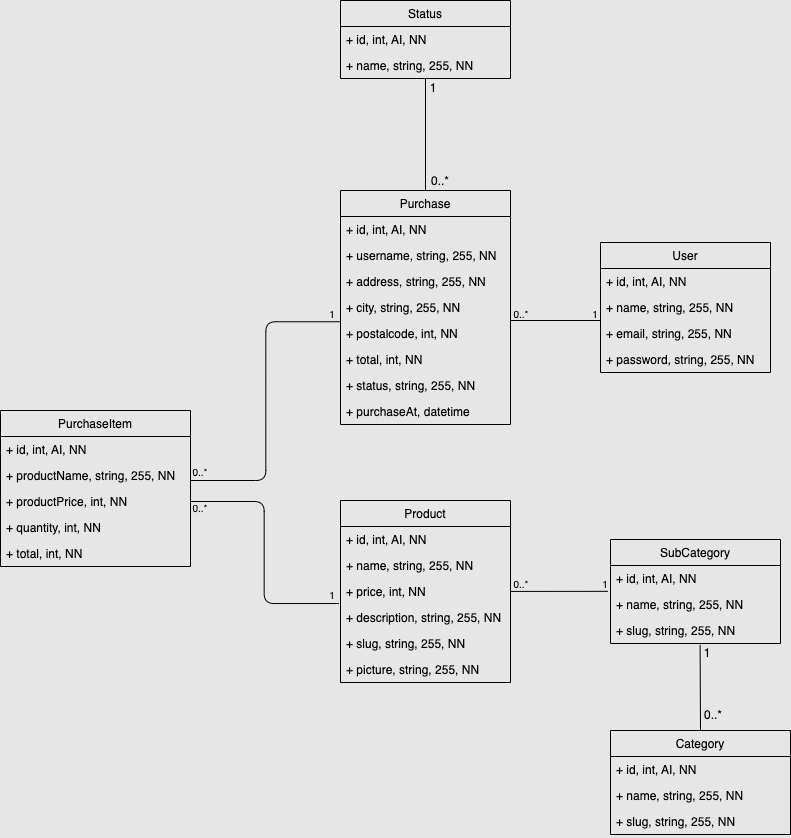 Status
+ id, int, AI, NN
+ name, string, 255, NN
1
0..*
Purchase
+ id, int, AI, NN
+ username, string, 255, NN
+ address, string, 255, NN
+ city, string, 255, NN
+ postalcode, int, NN
+ total, int, NN
+ status, string, 255, NN
+ purchaseAt, datetime
0..*
1
User
+ id, int, AI, NN
+ name, string, 255, NN
+ email, string, 255, NN
+ password, string, 255, NN
1
0..*
PurchaseItem
+ id, int, AI, NN
+ productName, string, 255, NN
+ productPrice, int, NN
+ quantity, int, NN
+ total, int, NN
0..*
1
Product
+ id, int, AI, NN
+ name, string, 255, NN
+ price, int, NN
+ description, string, 255, NN
+ slug, string, 255, NN
+ picture, string, 255, NN
0..*
1
SubCategory
+ id, int, AI, NN
+ name, string, 255, NN
+ slug, string, 255, NN
1
0..*
Category
+ id, int, AI, NN
+ name, string, 255, NN
+ slug, string, 255, NN